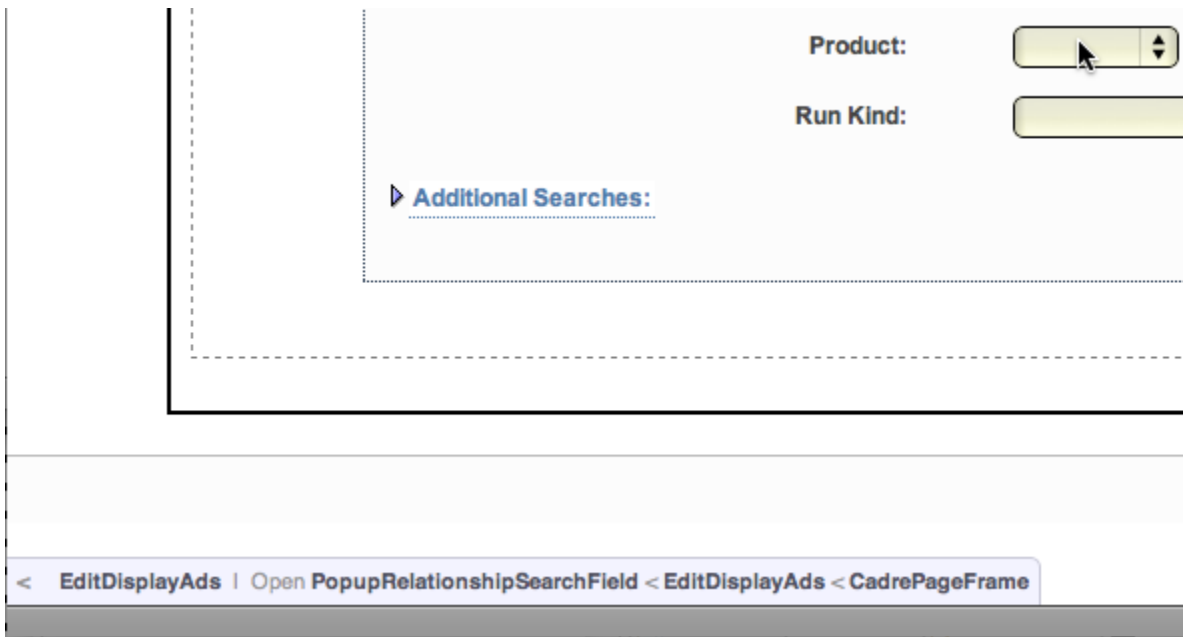 Product:
Run Kind:
Additional Searches:
< EditDisplayAds | Open PopupRelationshipSearchField < EditDisplayAds < CadrePageFrame